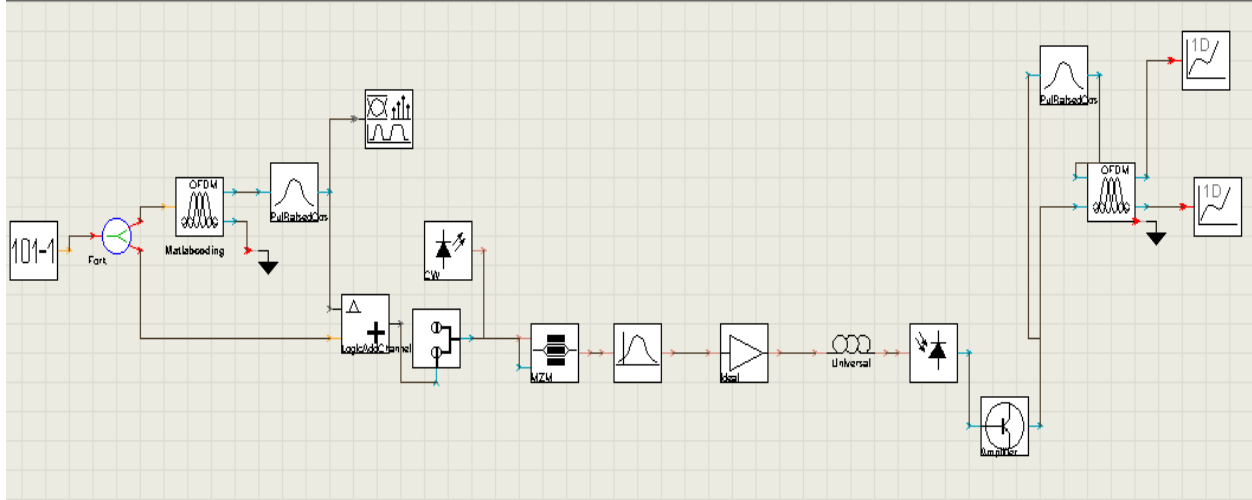 1D
PulRaisedCos
OFDM
OFDM
PulRaisedCos
1D
101-1
Fork
Matlabcoding
CW
LogicAddChannel
MZM
Ideal
Universal
Amplifier